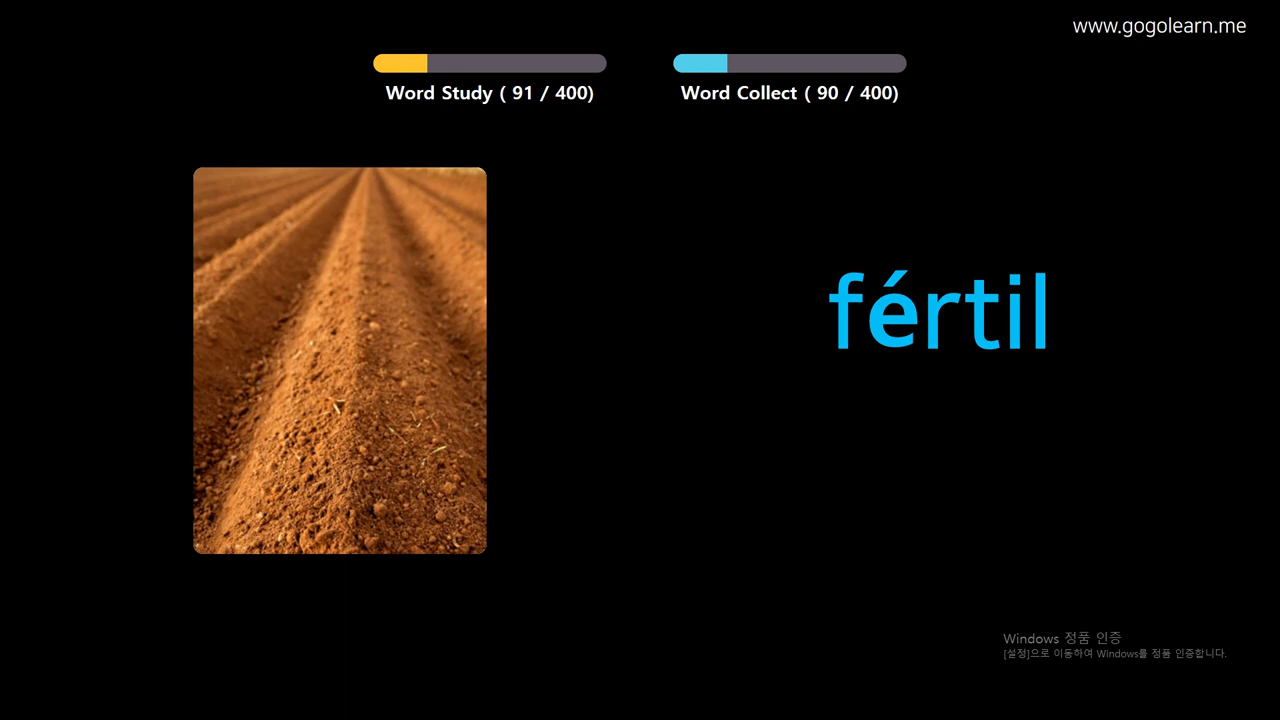 www.gogolearn.me
Word Study ( 91 / 400)
Word Collect ( 90 / 400)
fértil
Windows 정품 인증
[설정]으로 이동하여 Windows를 정품 인증합니다.